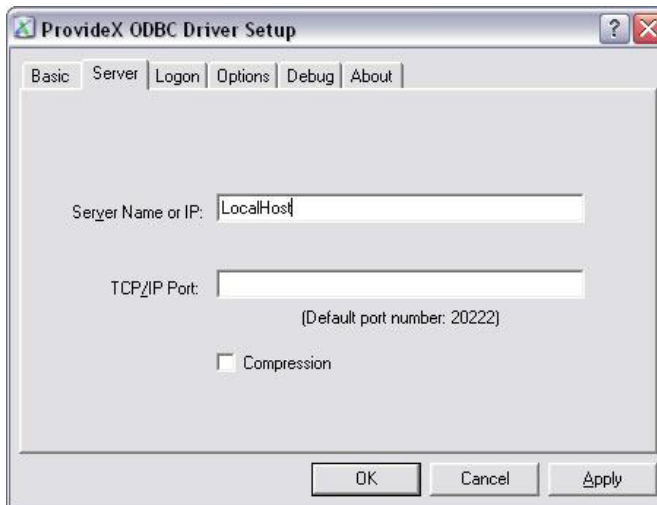 ProvideX ODBC Driver Setup
Basic Server Logon Options Debug About
Server Name or IP: LocalHost
TCP/IP Port:
(Default port number: 20222)
Compression
OK Cancel Apply